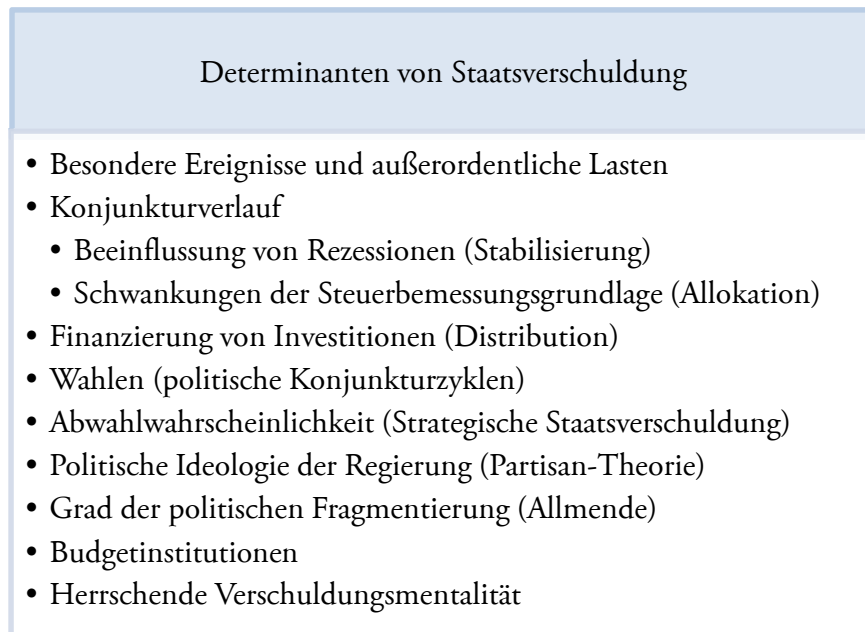 Determinanten von Staatsverschuldung
• Besondere Ereignisse und außerordentliche Lasten
• Konjunkturverlauf
• Beeinflussung von Rezessionen (Stabilisierung)
• Schwankungen der Steuerbemessungsgrundlage (Allokation)
• Finanzierung von Investitionen (Distribution)
• Wahlen (politische Konjunkturzyklen)
• Abwahlwahrscheinlichkeit (Strategische Staatsverschuldung)
• Politische Ideologie der Regierung (Partisan-Theorie)
• Grad der politischen Fragmentierung (Allmende)
• Budgetinstitutionen
• Herrschende Verschuldungsmentalität